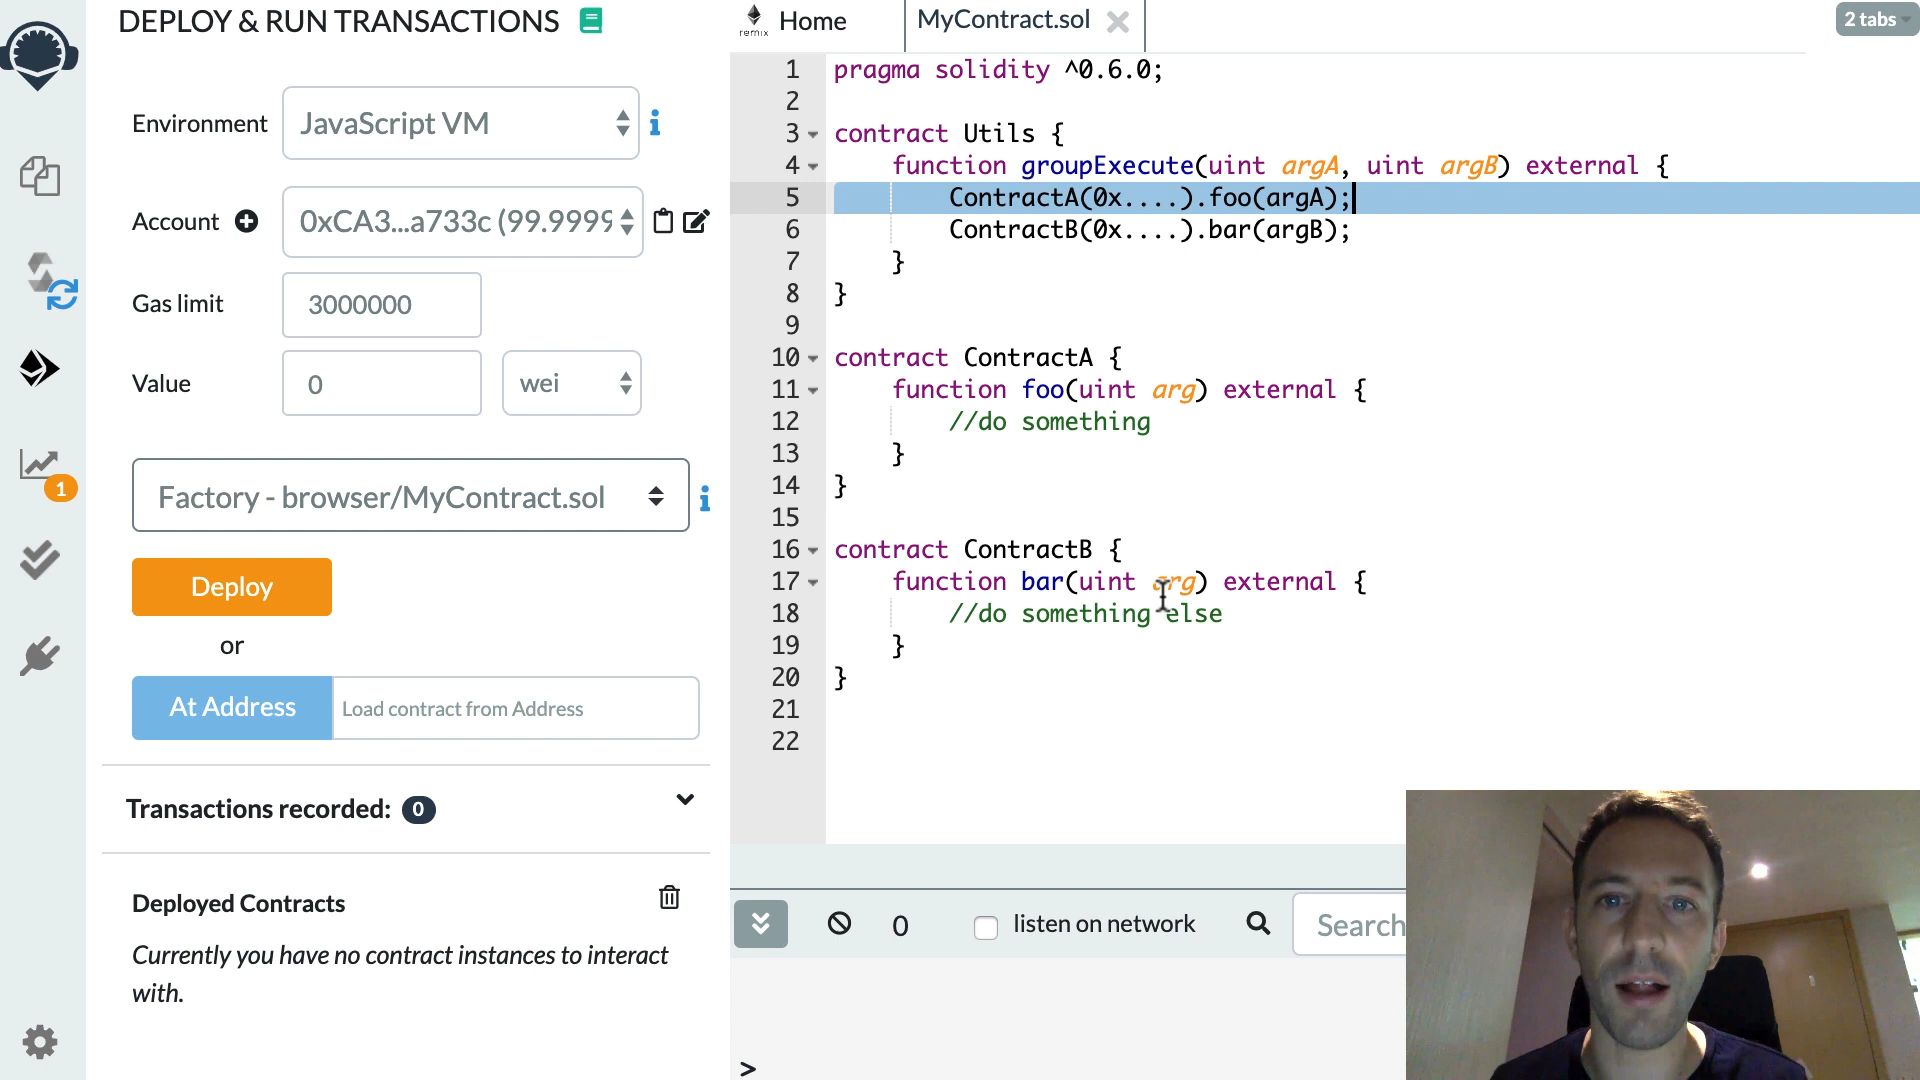 DEPLOY & RUN TRANSACTIONS
Environment
JavaScript VM
Account
0xCA3...a733c (99.9999
Gas limit
3000000
Value
0
wei
Factory - browser/MyContract.sol
Deploy
or
At Address
Load contract from Address
Transactions recorded: 0
Deployed Contracts
Currently you have no contract instances to interact
with.
1
remix
Home
MyContract.sol
2 tabs
1 pragma solidity ^0.6.0;
2
3 contract Utils {
4 function groupExecute(uint argA, uint argB) external {
5 ContractA(0x....).foo(argA);
6 ContractB(0x....).bar(argB);
7 }
8 }
9
10 contract ContractA {
11 function foo(uint arg) external {
12 //do something
13 }
14 }
15
16 contract ContractB {
17 function bar(uint arg) external {
18 //do something else
19 }
20 }
21
22
0
listen on network
Search
>